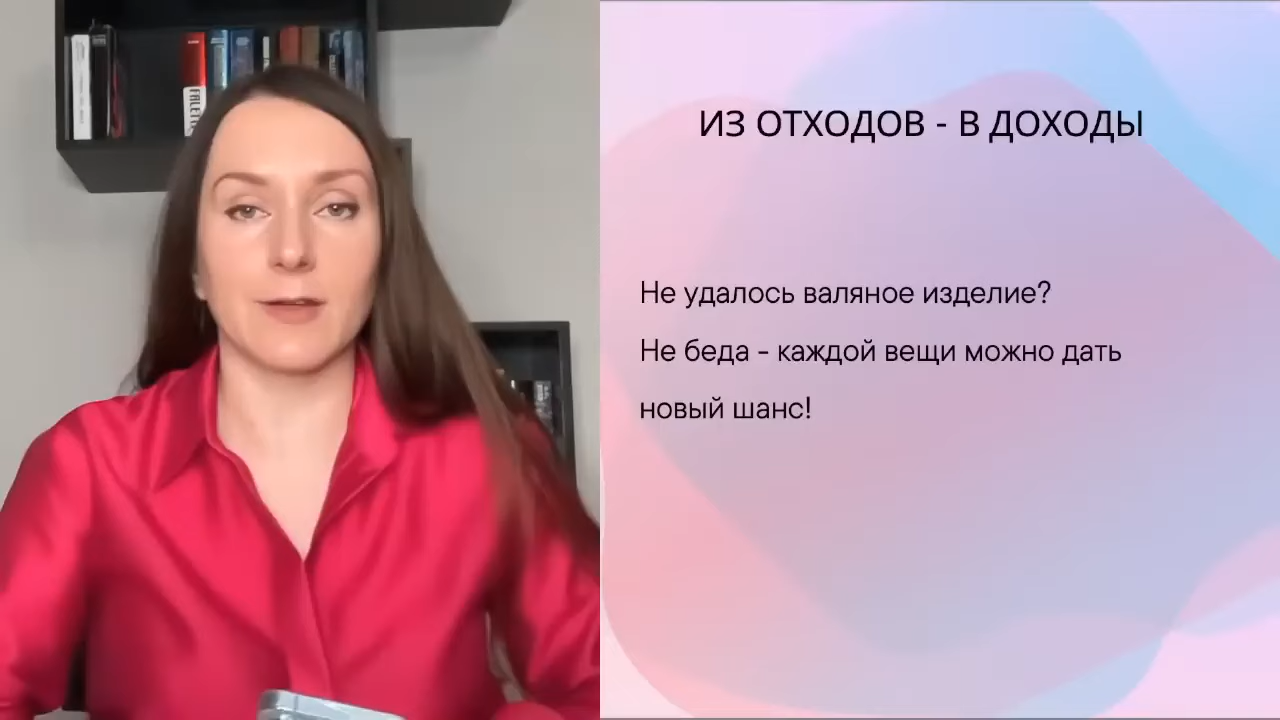 ИЗ ОТХОДОВ - В ДОХОДЫ
Не удалось валяное изделие?
Не беда - каждой вещи можно дать
новый шанс!